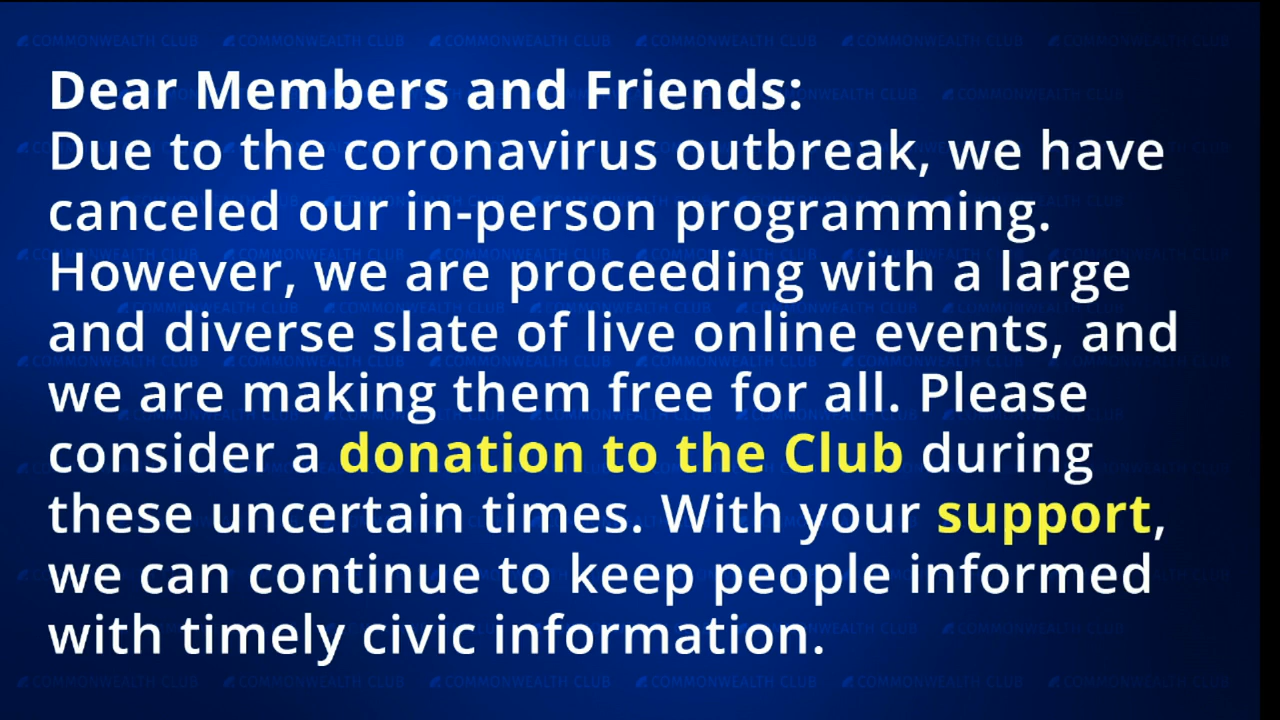 Dear Members and Friends:
Due to the coronavirus outbreak, we have
canceled our in-person programming.
However, we are proceeding with a large
and diverse slate of live online events, and
we are making them free for all. Please
consider a donation to the Club during
these uncertain times. With your support,
we can continue to keep people informed
with timely civic information.